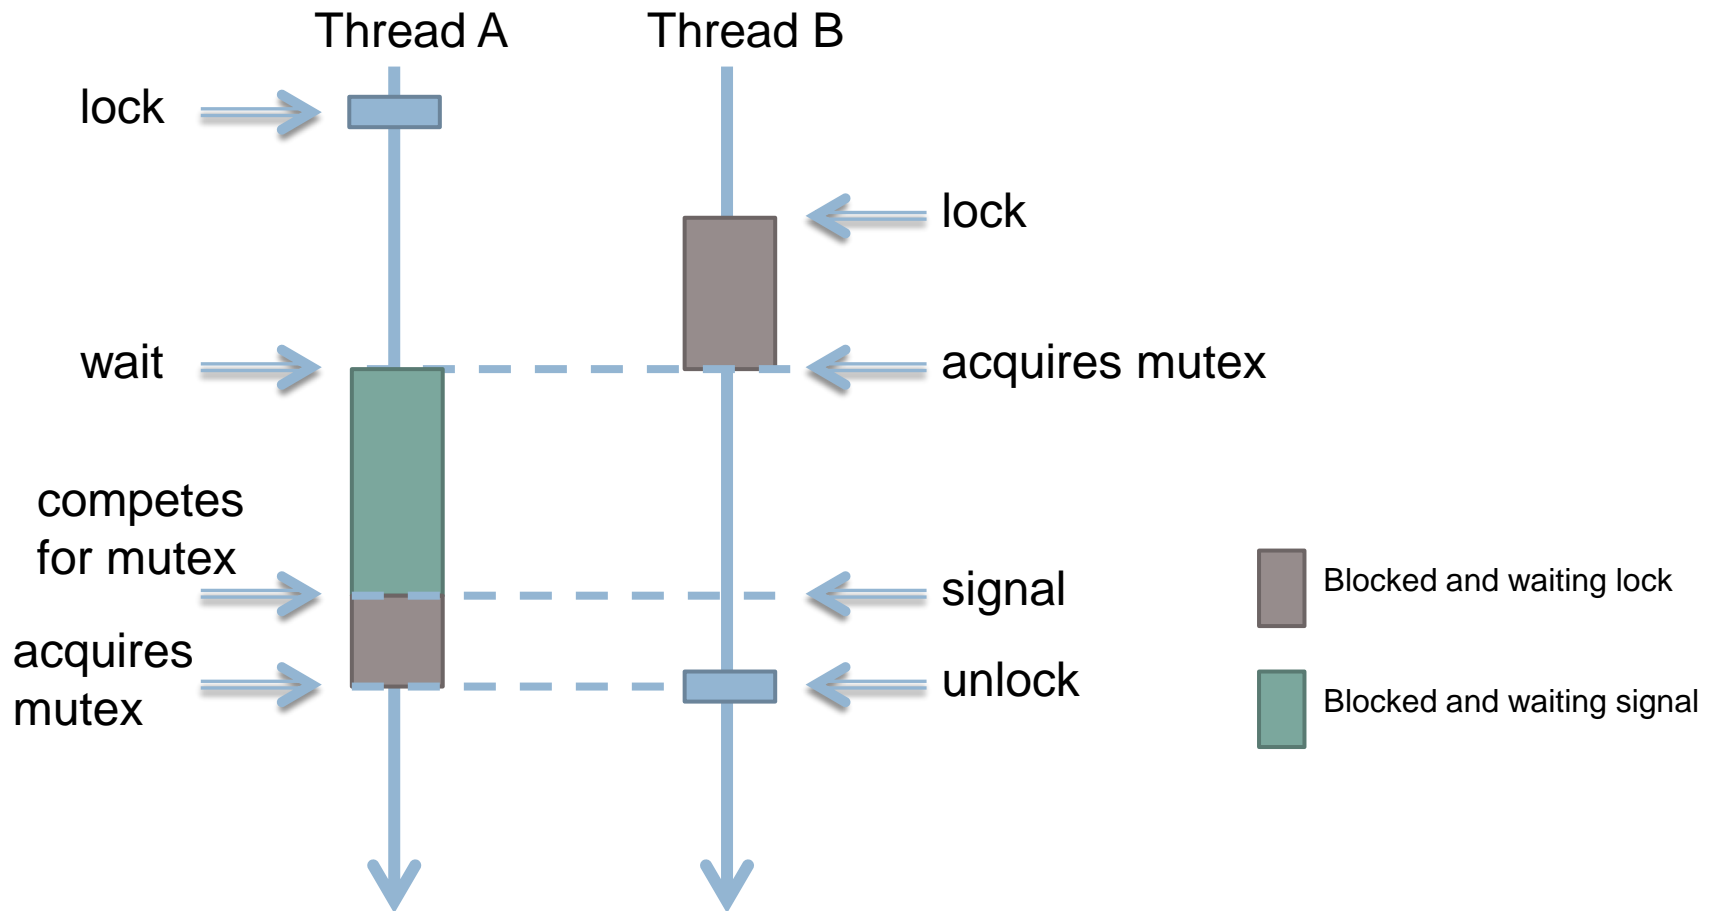 Thread A
Thread B
lock
lock
wait
acquires mutex
competes
for mutex
signal
acquires
mutex
unlock
Blocked and waiting lock
Blocked and waiting signal